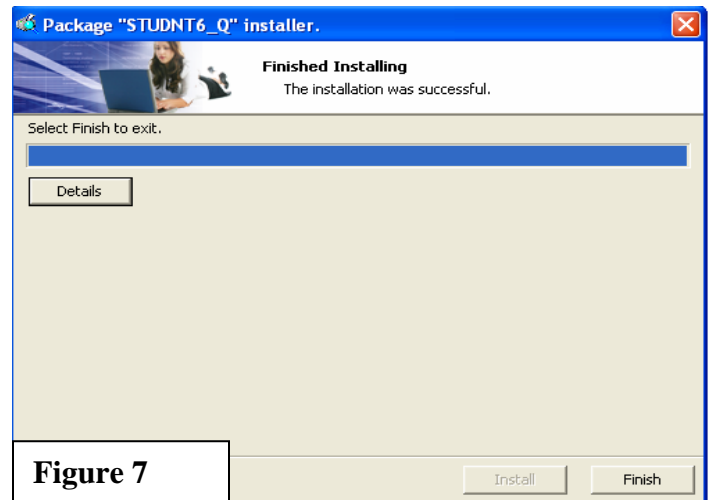 Package "STUDNT6_Q" installer.
Finished Installing
The installation was successful.
Select Finish to exit.
Details
Figure 7
Install
Finish